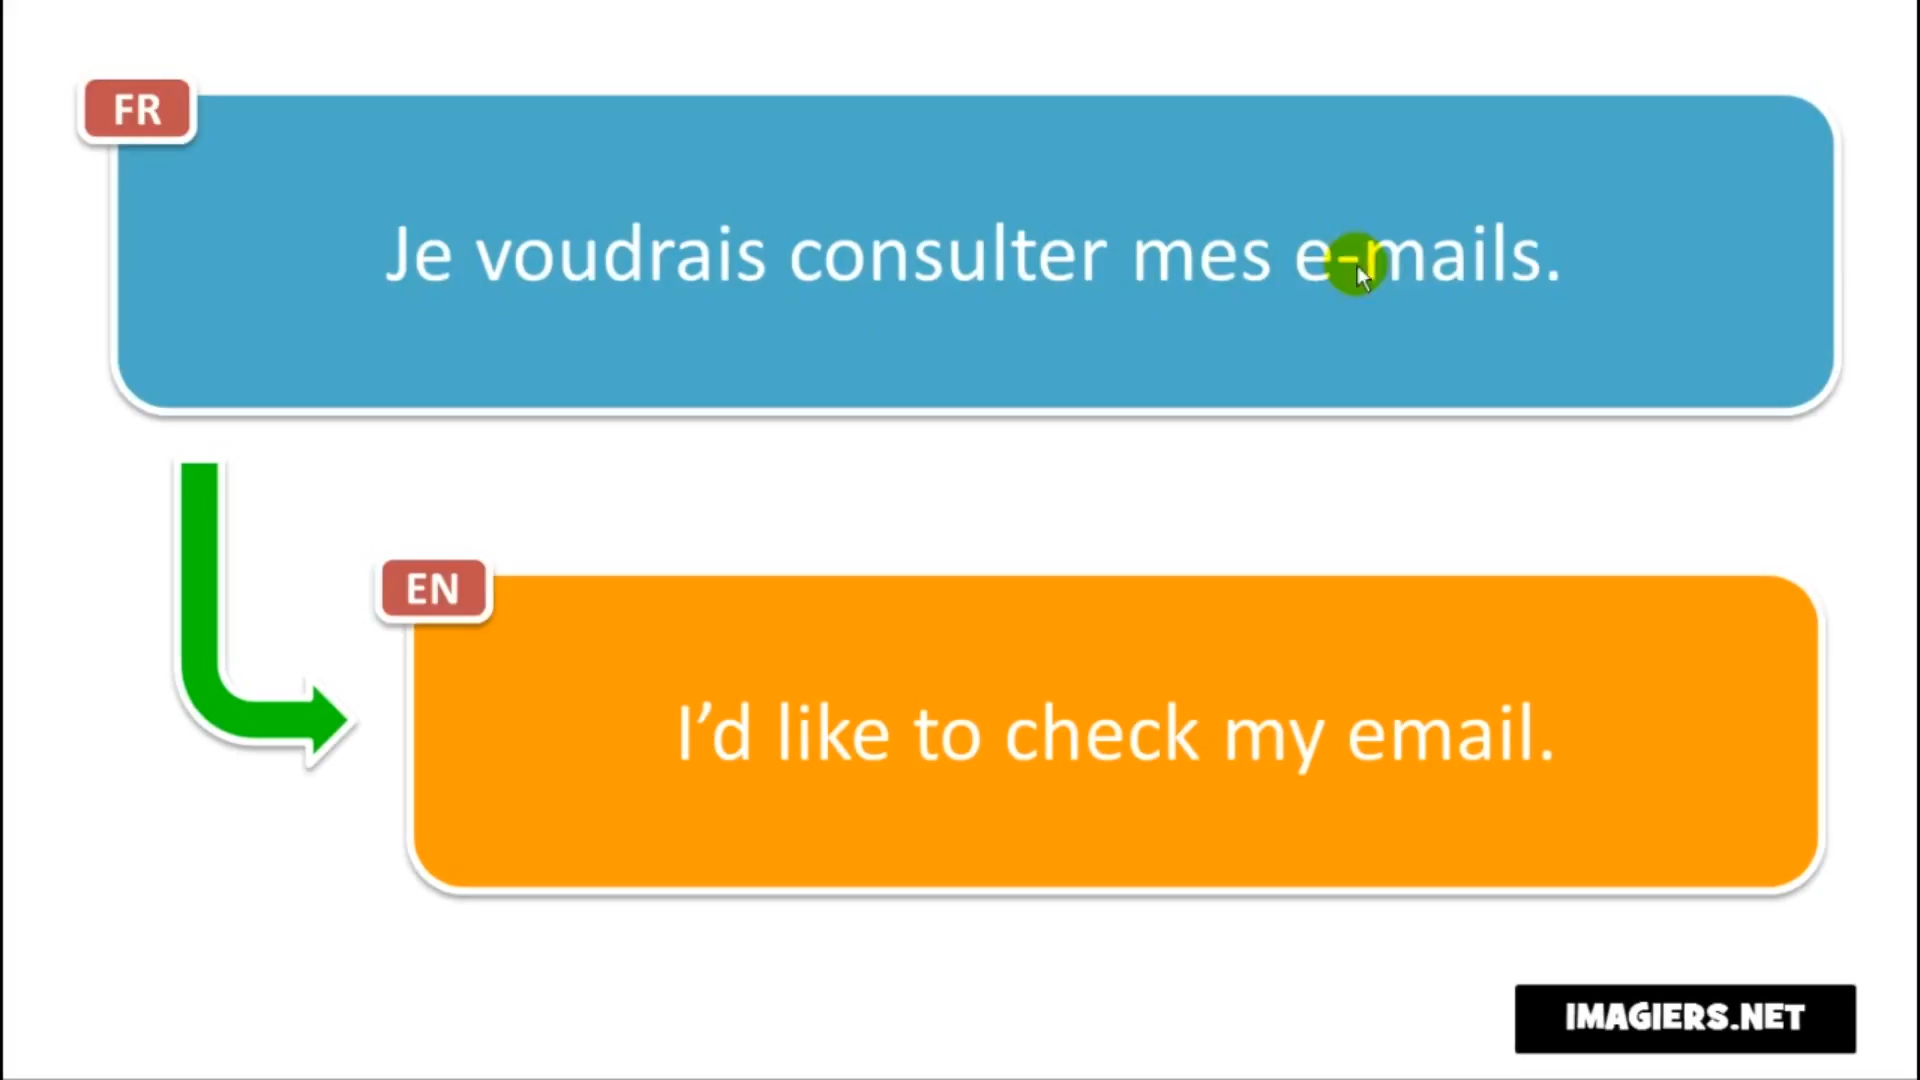 FR
Je voudrais consulter mes e-mails.
EN
I’d like to check my email.
IMAGIERS.NET